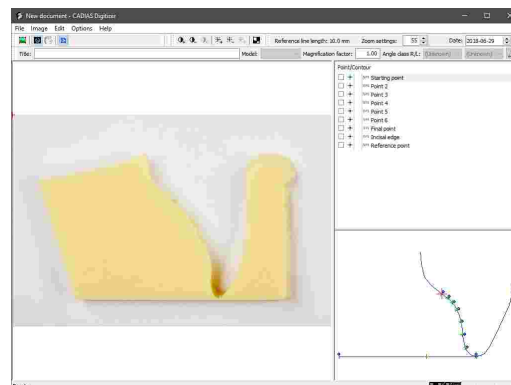 New document - CADIAS Digitizer
File Image Edit Options Help
Reference line length: 10.0 mm Zoom settings: 55 Date: 2018-06-29
Title: Model: Magnification factor: 1.00 Angle class R/L: (Unknown) (Unknown)
Point/Contour
Starting point
Point 2
Point 3
Point 4
Point 5
Point 6
Final point
Incisal edge
Reference point